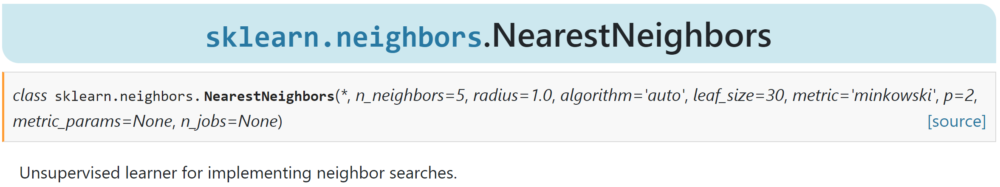 sklearn.neighbors.NearestNeighbors
class sklearn.neighbors.NearestNeighbors(*, n_neighbors=5, radius=1.0, algorithm='auto', leaf_size=30, metric='minkowski', p=2,
metric_params=None, n_jobs=None) [source]
Unsupervised learner for implementing neighbor searches.